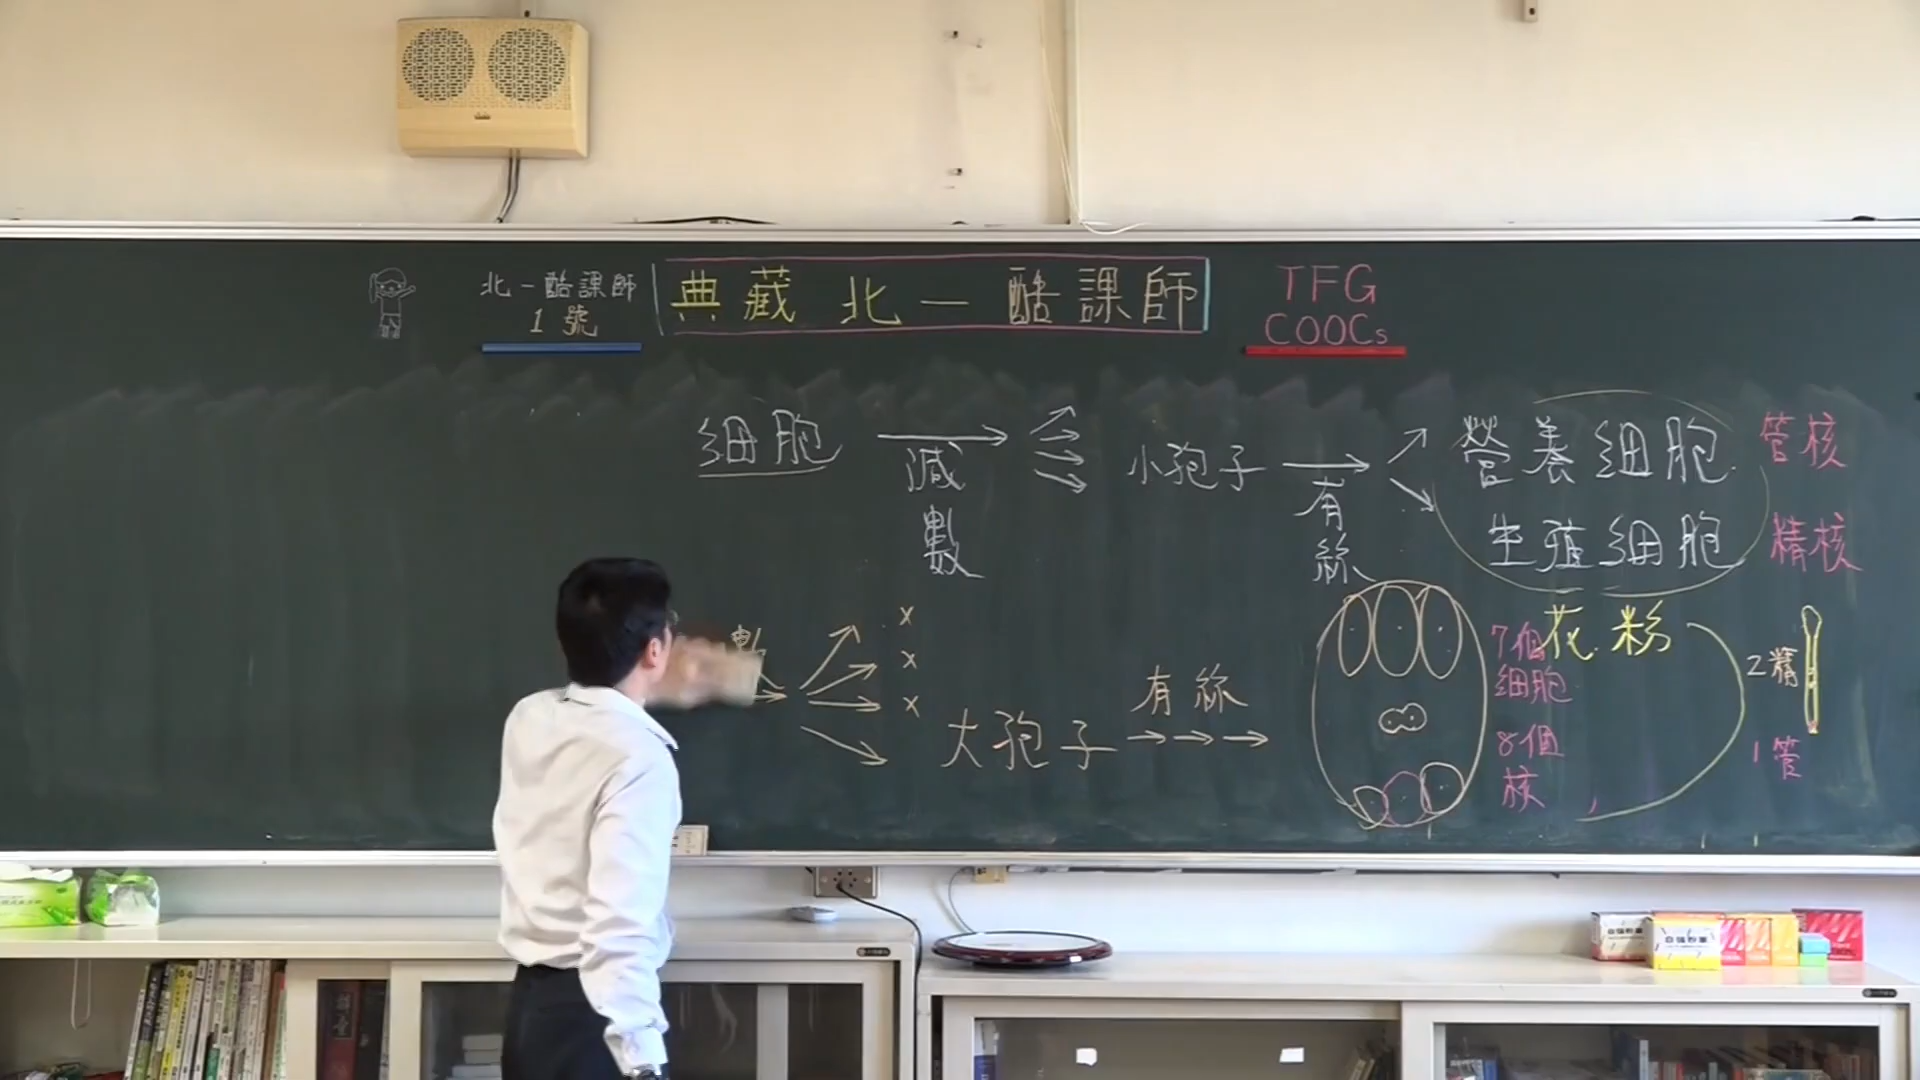 北一酷課師
1號
典藏 北一酷課師
TFG
COOCs
細胞
減數
小孢子
有絲
營養細胞
管核
生殖細胞
精核
花粉
數
x
x
x
大孢子
有絲
7個
細胞
8個
核
2精
1管